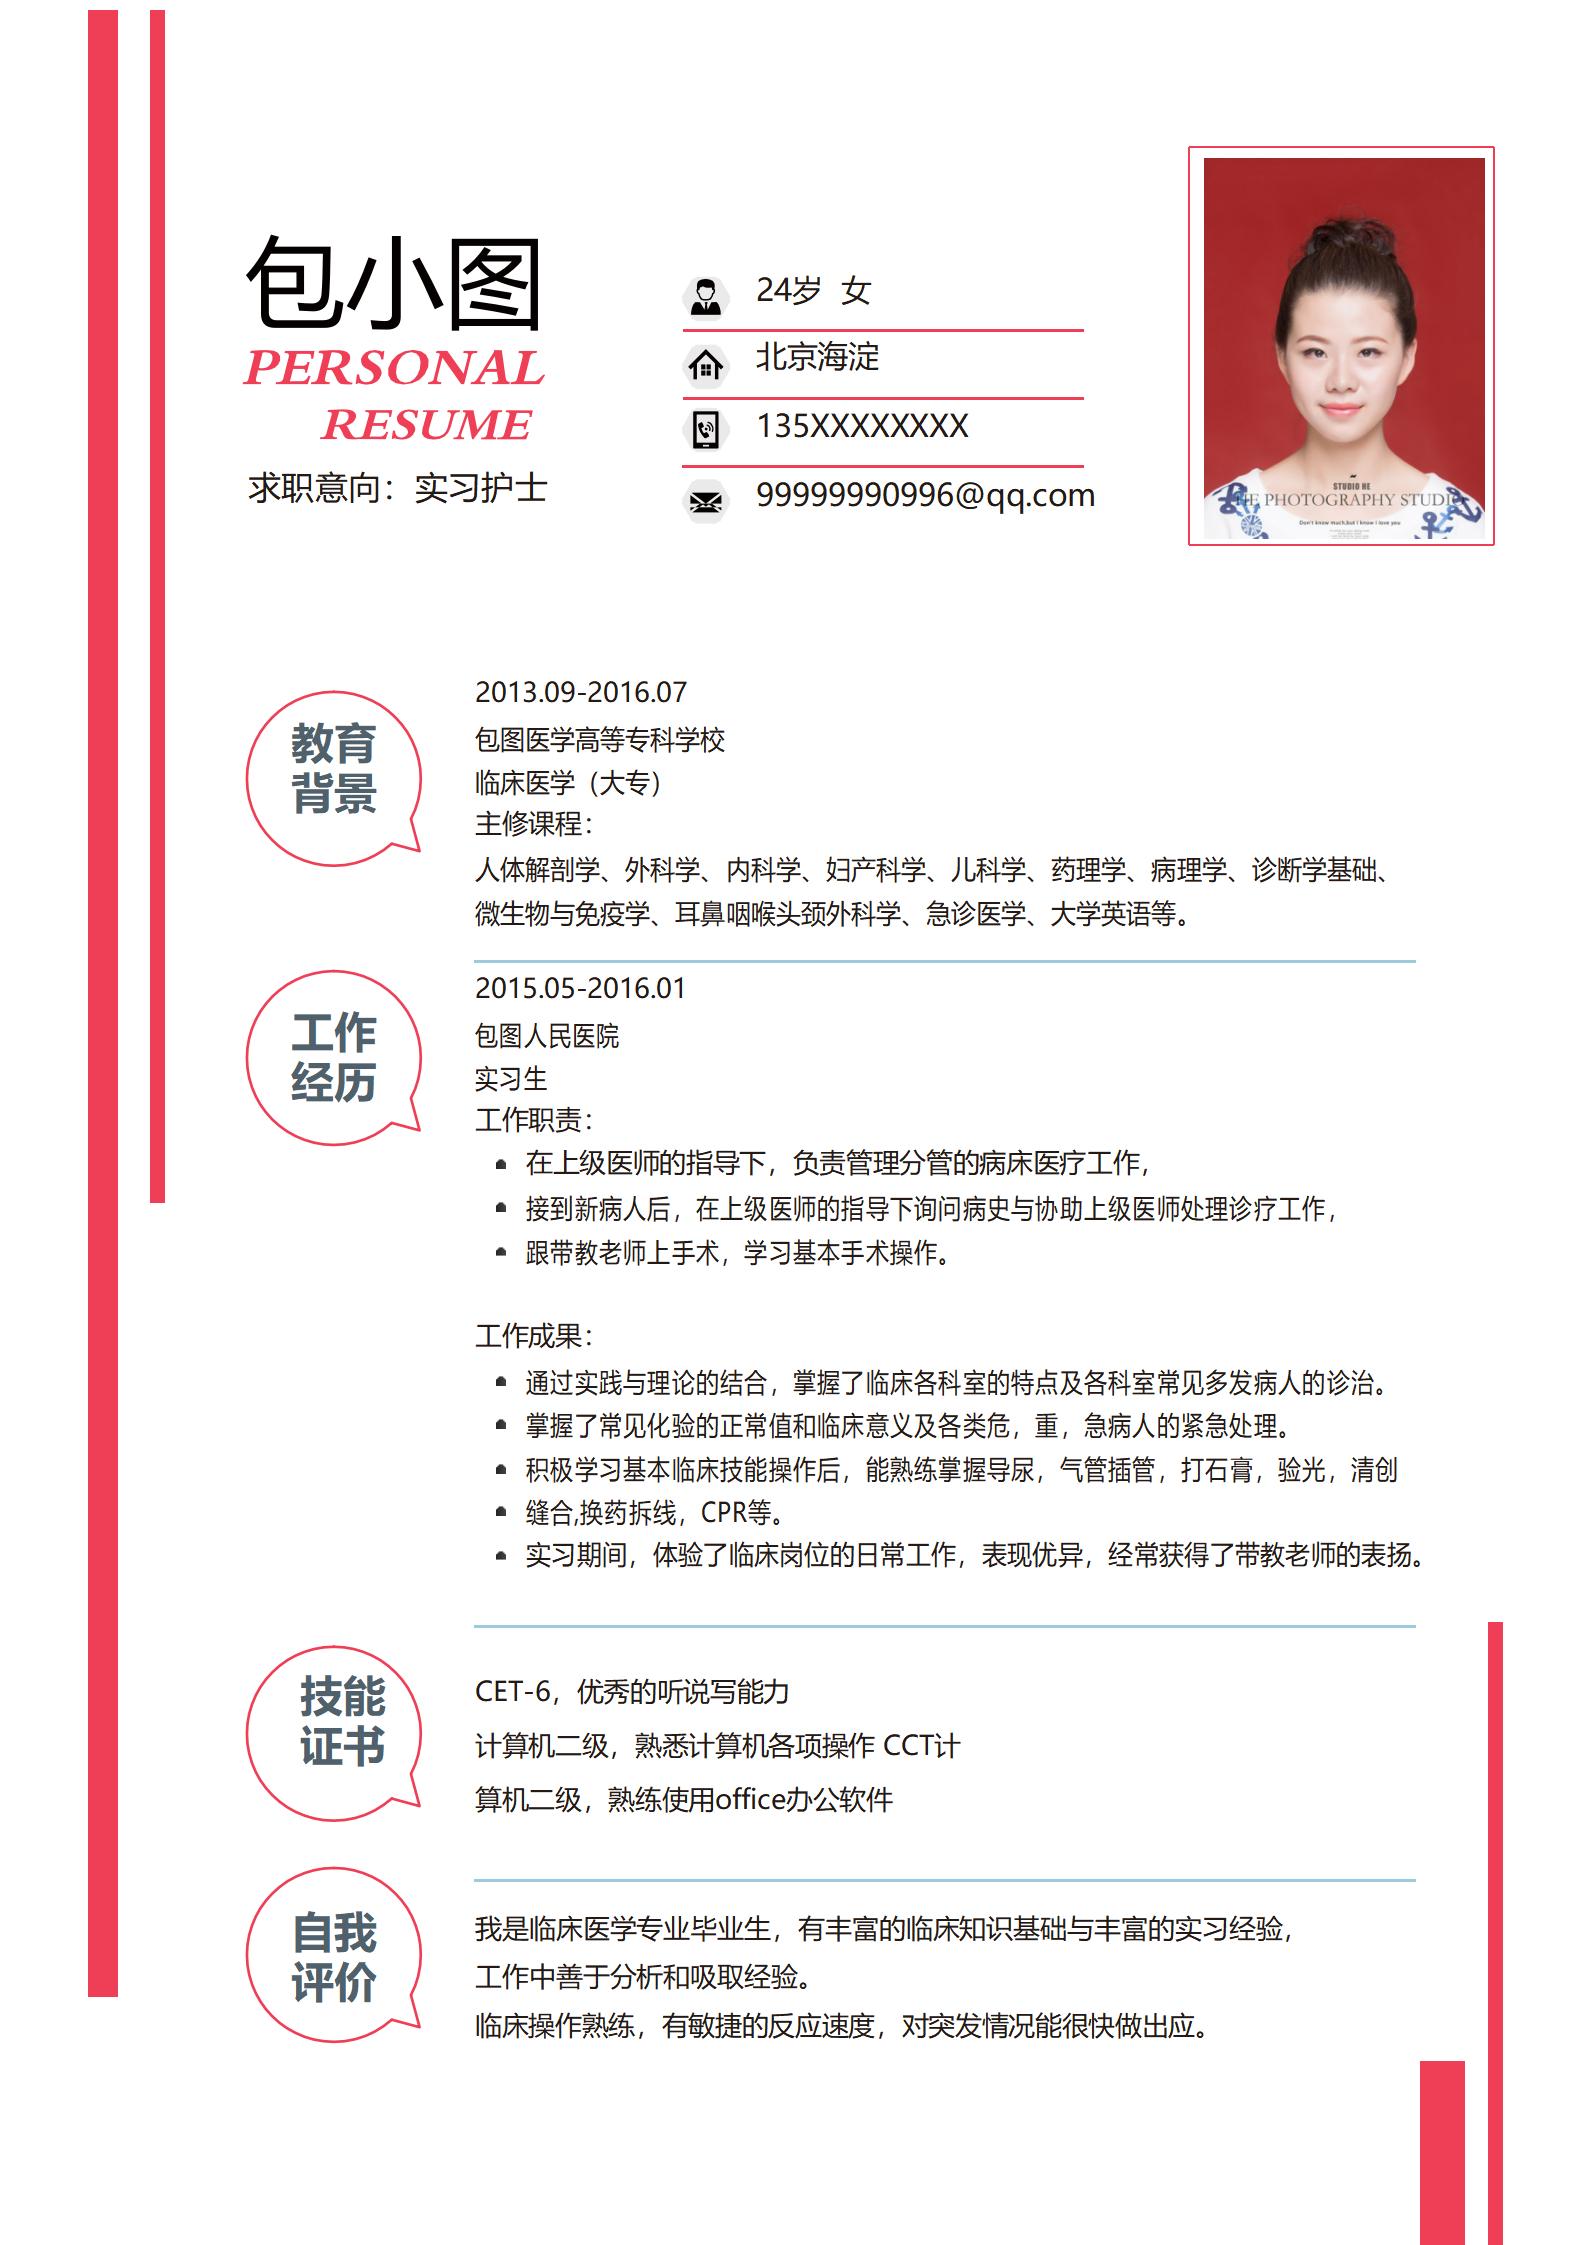 包小图
PERSONAL
RESUME
求职意向：实习护士
24岁 女
北京海淀
135XXXXXXXX
99999990996@qq.com
STUDIO HE
HE PHOTOGRAPHY STUDIO
Don't know much,but I know I love you
教育
背景
2013.09-2016.07
包图医学高等专科学校
临床医学（大专）
主修课程：
人体解剖学、外科学、内科学、妇产科学、儿科学、药理学、病理学、诊断学基础、
微生物与免疫学、耳鼻咽喉头颈外科学、急诊医学、大学英语等。
工作
经历
2015.05-2016.01
包图人民医院
实习生
工作职责：
在上级医师的指导下，负责管理分管的病床医疗工作，
接到新病人后，在上级医师的指导下询问病史与协助上级医师处理诊疗工作，
跟带教老师上手术，学习基本手术操作。
工作成果：
通过实践与理论的结合，掌握了临床各科室的特点及各科室常见多发病人的诊治。
掌握了常见化验的正常值和临床意义及各类危，重，急病人的紧急处理。
积极学习基本临床技能操作后，能熟练掌握导尿，气管插管，打石膏，验光，清创
缝合,换药拆线，CPR等。
实习期间，体验了临床岗位的日常工作，表现优异，经常获得了带教老师的表扬。
技能
证书
CET-6，优秀的听说写能力
计算机二级，熟悉计算机各项操作 CCT计
算机二级，熟练使用office办公软件
自我
评价
我是临床医学专业毕业生，有丰富的临床知识基础与丰富的实习经验，
工作中善于分析和吸取经验。
临床操作熟练，有敏捷的反应速度，对突发情况能很快做出应。